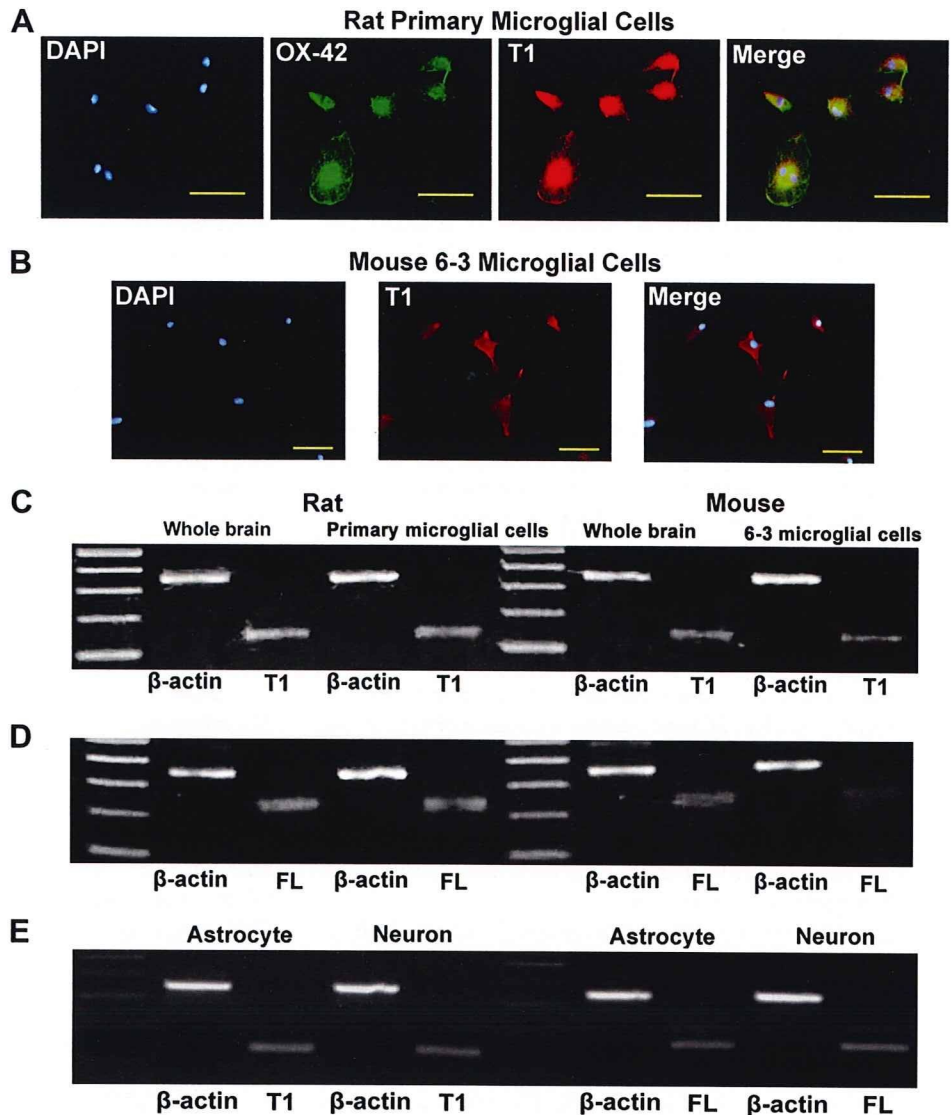 A
Rat Primary Microglial Cells
DAPI OX-42 T1 Merge
B
Mouse 6-3 Microglial Cells
DAPI T1 Merge
C
Rat Mouse
Whole brain Primary microglial cells Whole brain 6-3 microglial cells
β-actin T1 β-actin T1 β-actin T1 β-actin T1
D
β-actin FL β-actin FL β-actin FL β-actin FL
E
Astrocyte Neuron Astrocyte Neuron
β-actin T1 β-actin T1 β-actin FL β-actin FL